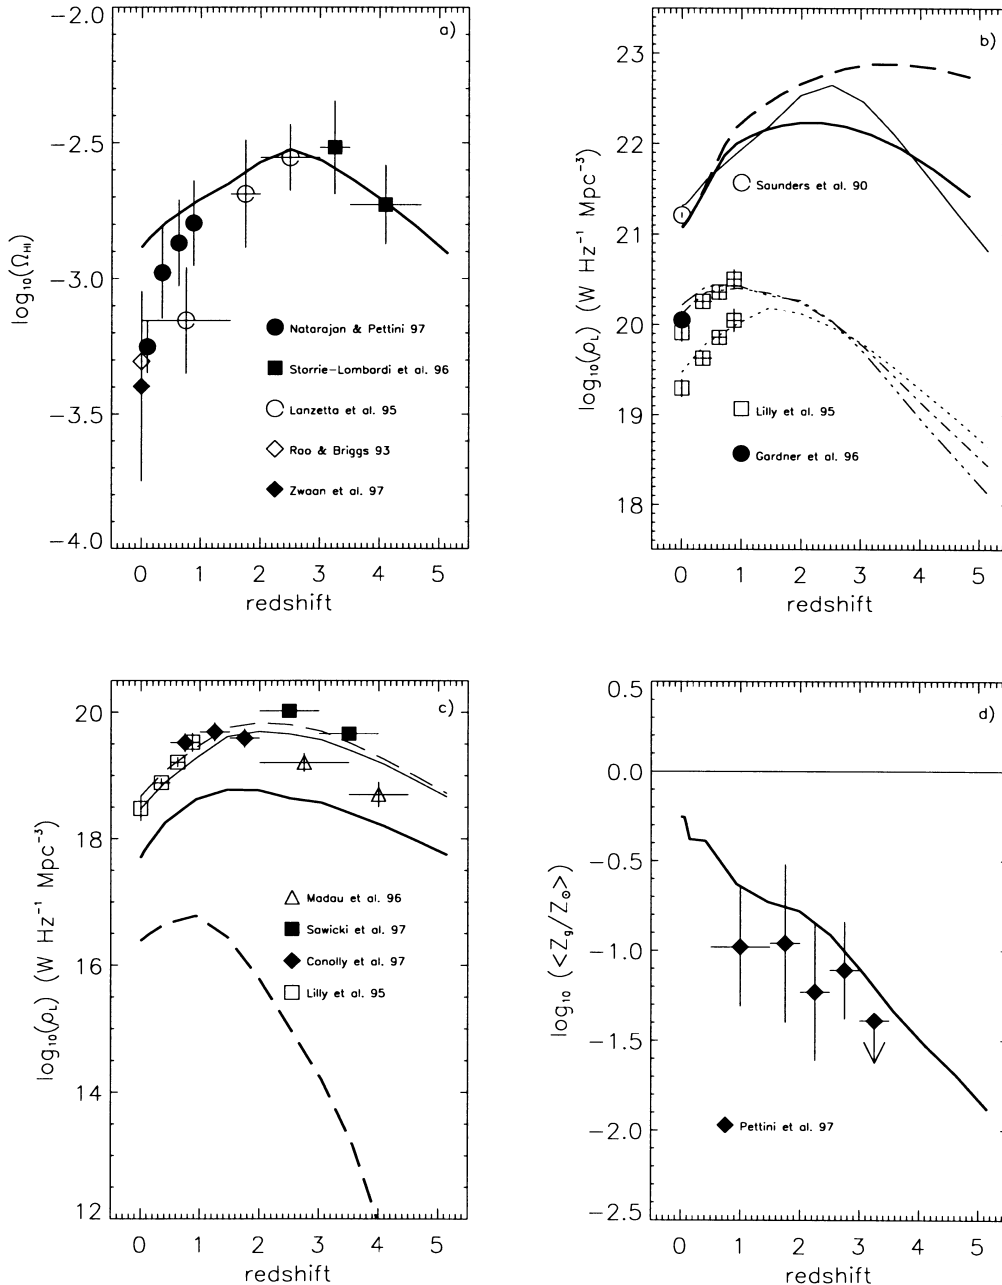 a)
−2.0
−2.5
−3.0
−3.5
−4.0
log₁₀(Ω_HI)
Natarajan & Pettini 97
Storrie−Lombardi et al. 96
Lanzetta et al. 95
Rao & Briggs 93
Zwaan et al. 97
0 1 2 3 4 5
redshift
b)
23
22
21
20
19
18
log₁₀(ρ_L) (W Hz⁻¹ Mpc⁻³)
Saunders et al. 90
Lilly et al. 95
Gardner et al. 96
0 1 2 3 4 5
redshift
c)
20
18
16
14
12
log₁₀(ρ_L) (W Hz⁻¹ Mpc⁻³)
Madau et al. 96
Sawicki et al. 97
Conolly et al. 97
Lilly et al. 95
0 1 2 3 4 5
redshift
d)
0.5
0.0
−0.5
−1.0
−1.5
−2.0
−2.5
log₁₀ (<Z_g/Z_⊙>)
Pettini et al. 97
0 1 2 3 4 5
redshift